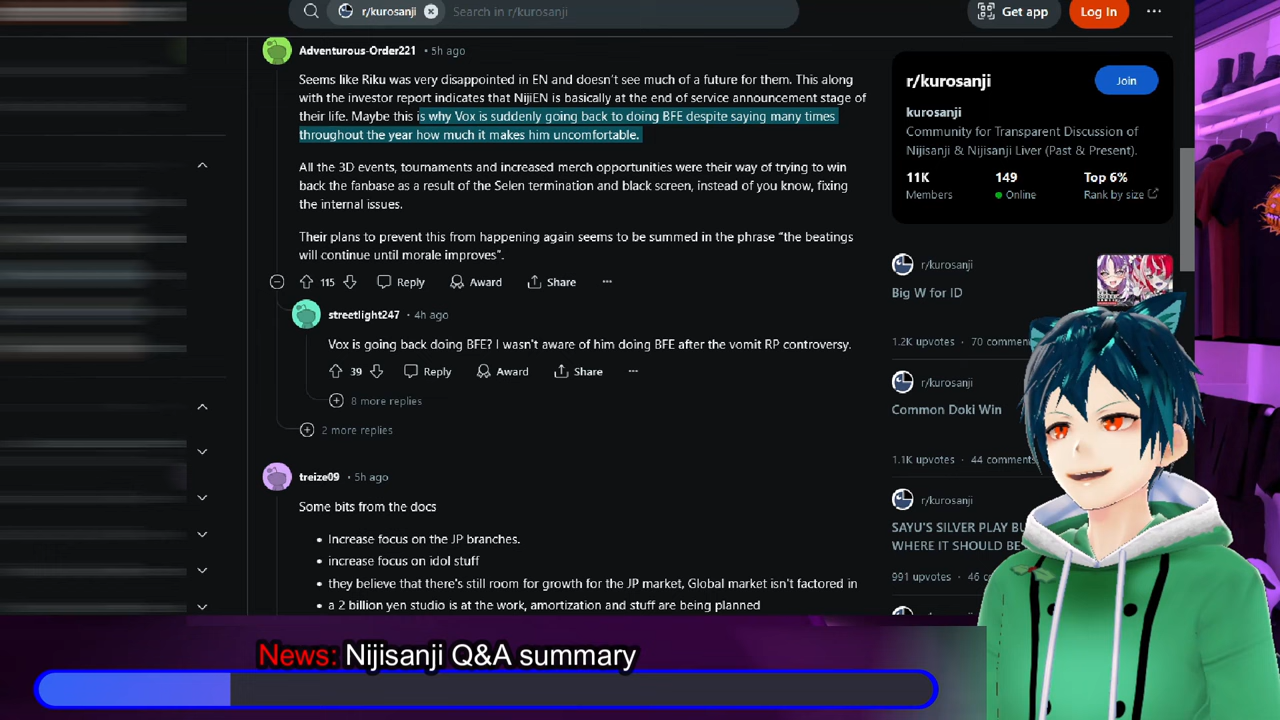 r/kurosanji
Search in r/kurosanji
Get app
Log In
Adventurous-Order221 • 5h ago
Seems like Riku was very disappointed in EN and doesn't see much of a future for them. This along
with the investor report indicates that NijiEN is basically at the end of service announcement stage of
their life. Maybe this is why Vox is suddenly going back to doing BFE despite saying many times
throughout the year how much it makes him uncomfortable.
All the 3D events, tournaments and increased merch opportunities were their way of trying to win
back the fanbase as a result of the Selen termination and black screen, instead of you know, fixing
the internal issues.
Their plans to prevent this from happening again seems to be summed in the phrase “the beatings
will continue until morale improves”.
115
Reply
Award
Share
streetlight247 • 4h ago
Vox is going back doing BFE? I wasn't aware of him doing BFE after the vomit RP controversy.
39
Reply
Award
Share
8 more replies
2 more replies
treize09 • 5h ago
Some bits from the docs
• Increase focus on the JP branches.
• increase focus on idol stuff
• they believe that there's still room for growth for the JP market, Global market isn't factored in
• a 2 billion yen studio is at the work, amortization and stuff are being planned
r/kurosanji
Join
kurosanji
Community for Transparent Discussion of
Nijisanji & Nijisanji Liver (Past & Present).
11K
149
Top 6%
Members
Online
Rank by size
r/kurosanji
Big W for ID
1.2K upvotes • 70 comments
r/kurosanji
Common Doki Win
1.1K upvotes • 44 comments
r/kurosanji
SAYU'S SILVER PLAY BU
WHERE IT SHOULD BE
991 upvotes • 46 co
News: Nijisanji Q&A summary